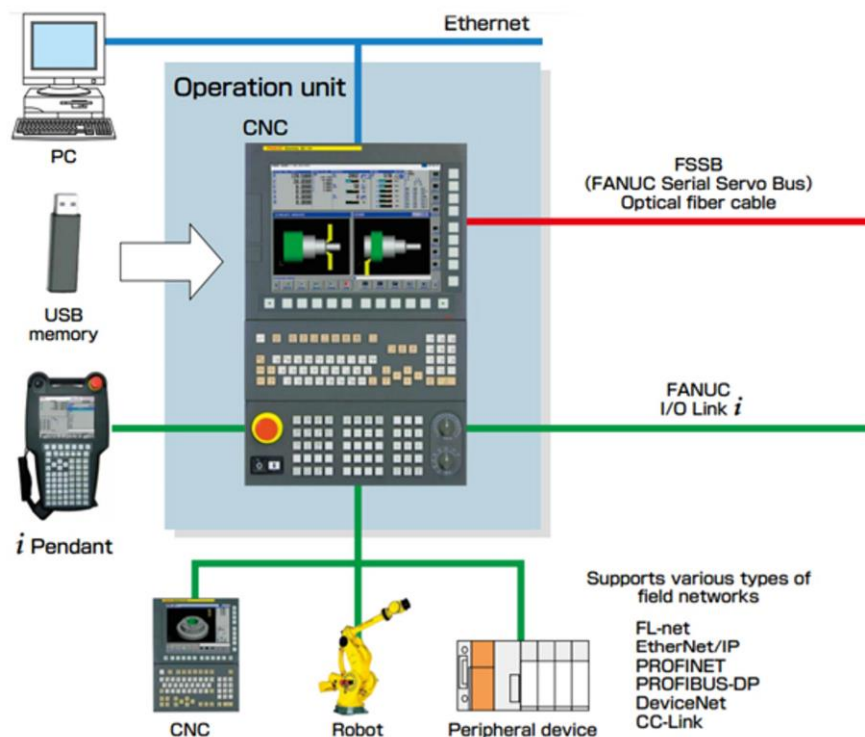 Ethernet
Operation unit
CNC
PC
FSSB
(FANUC Serial Servo Bus)
Optical fiber cable
USB
memory
FANUC
I/O Link i
i Pendant
Supports various types of
field networks
FL-net
EtherNet/IP
PROFINET
PROFIBUS-DP
DeviceNet
CC-Link
CNC
Robot
Peripheral device